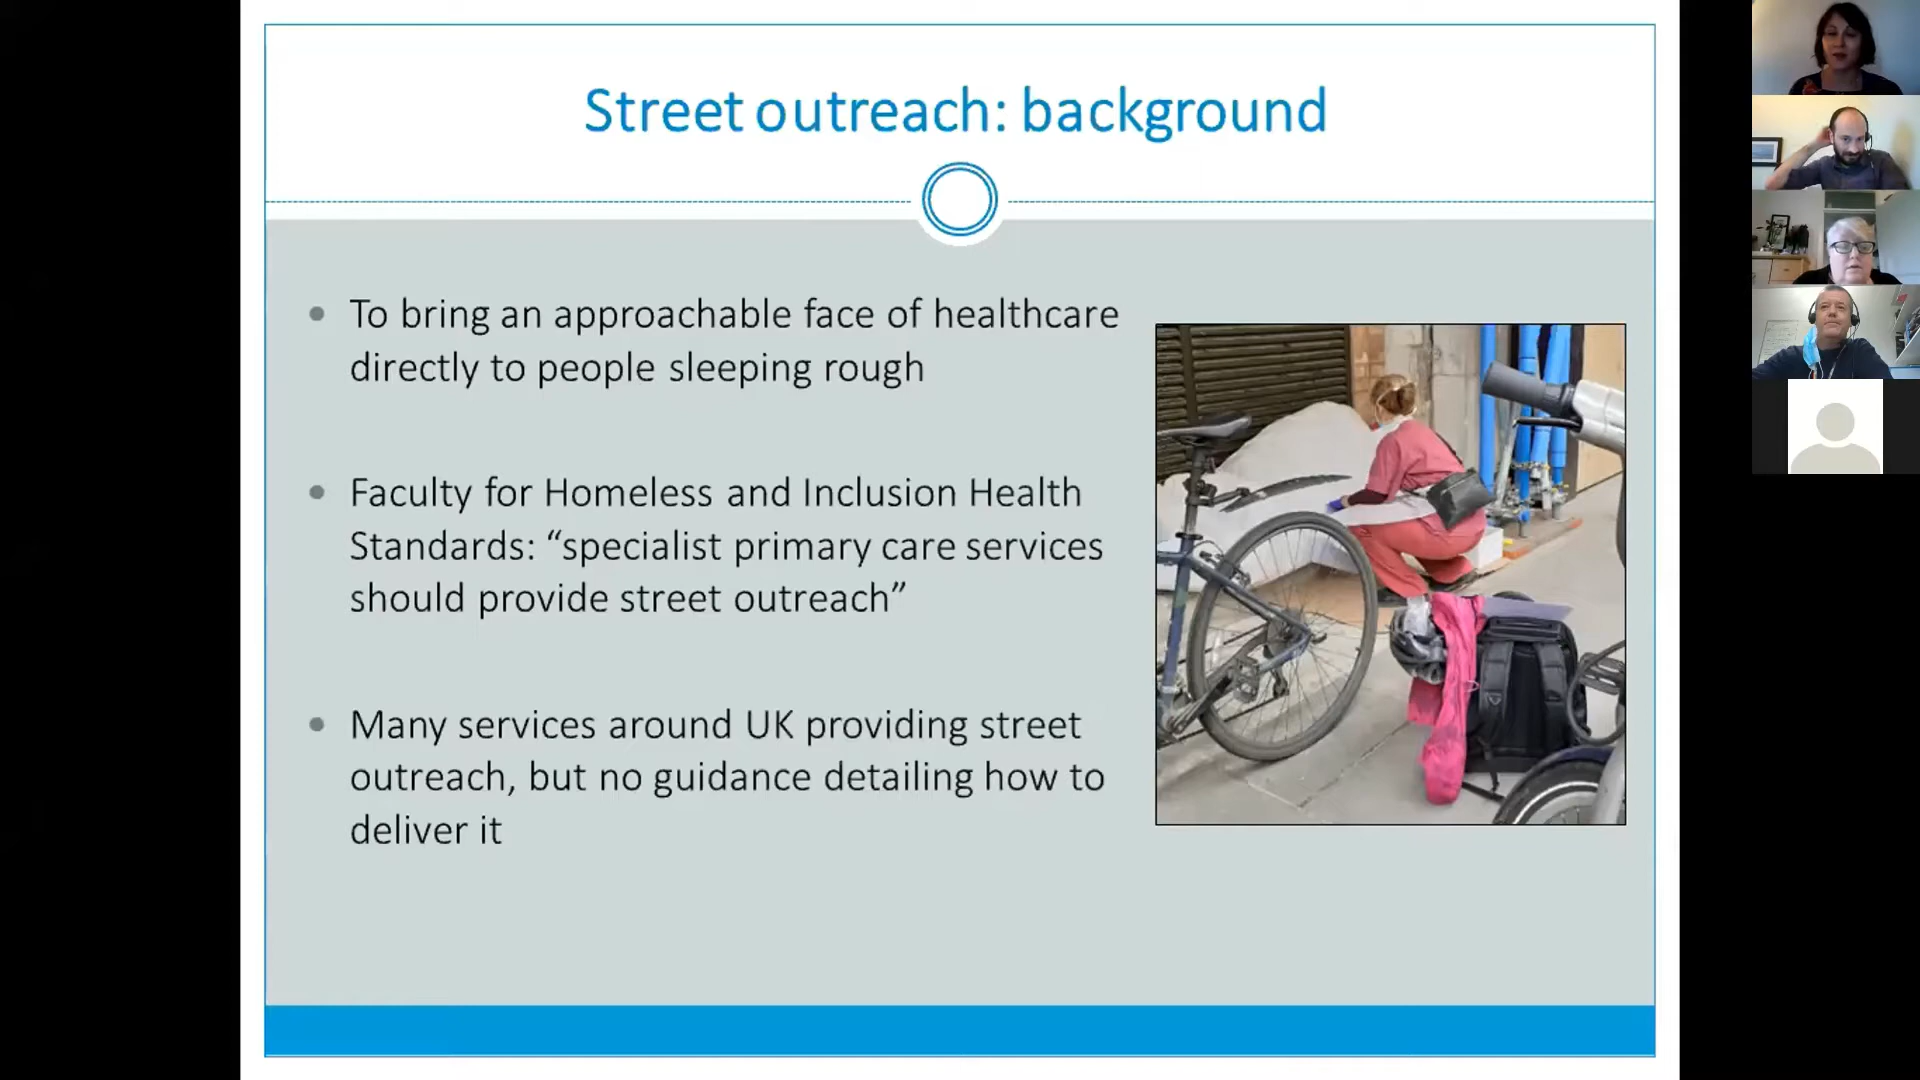 Street outreach: background
• To bring an approachable face of healthcare
directly to people sleeping rough
• Faculty for Homeless and Inclusion Health
Standards: “specialist primary care services
should provide street outreach”
• Many services around UK providing street
outreach, but no guidance detailing how to
deliver it